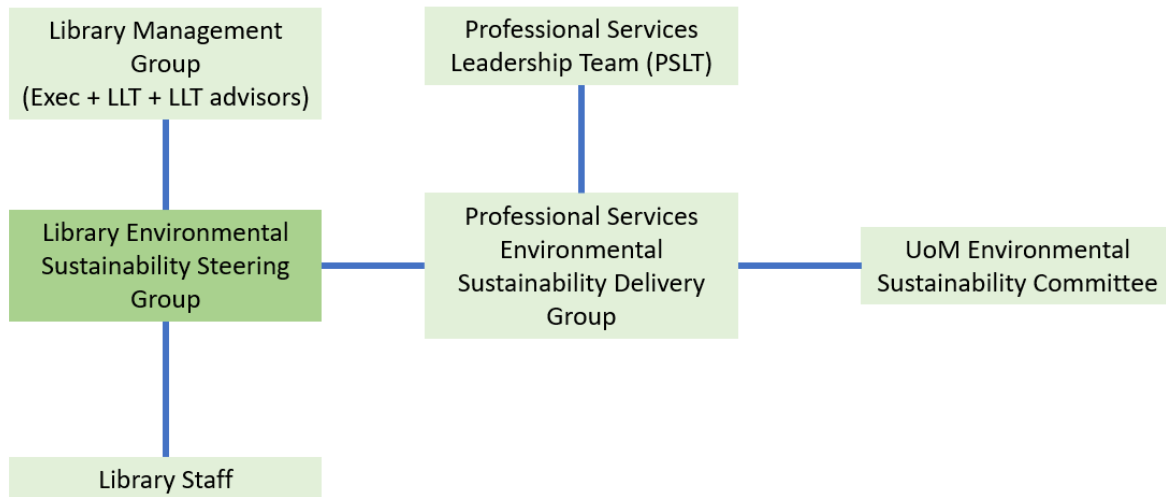 Library Management
Group
(Exec + LLT + LLT advisors)
Professional Services
Leadership Team (PSLT)
Library Environmental
Sustainability Steering
Group
Professional Services
Environmental
Sustainability Delivery
Group
UoM Environmental
Sustainability Committee
Library Staff